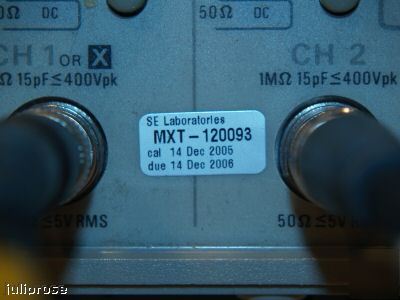 50Ω DC 50Ω DC
CH 1 OR X CH 2
Ω 15pF≤400Vpk 1MΩ 15pF≤400Vpk
SE Laboratories
MXT-120093
cal 14 Dec 2005
due 14 Dec 2006
≤5V RMS 50Ω≤5V RMS
juliprose